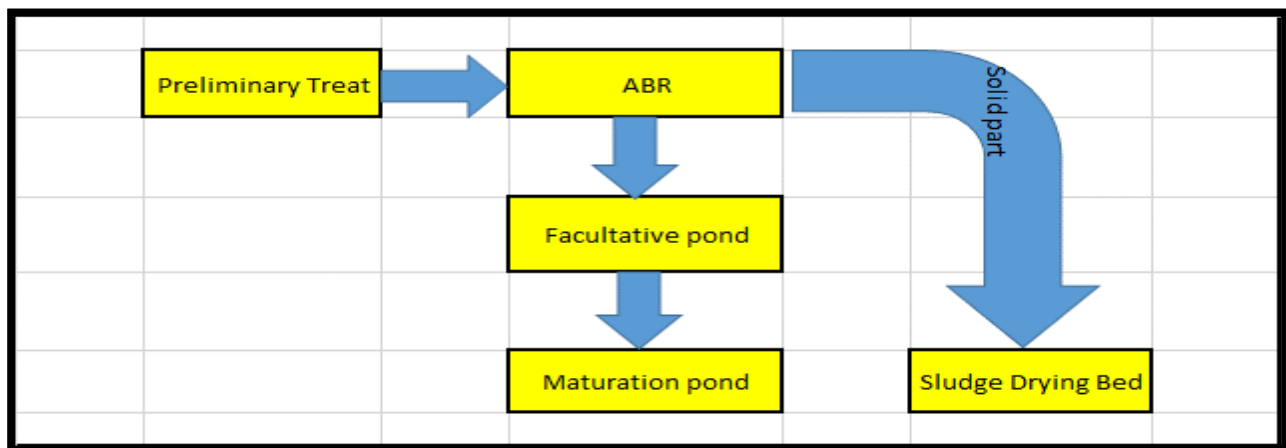 Preliminary Treat
ABR
Solid part
Facultative pond
Maturation pond
Sludge Drying Bed